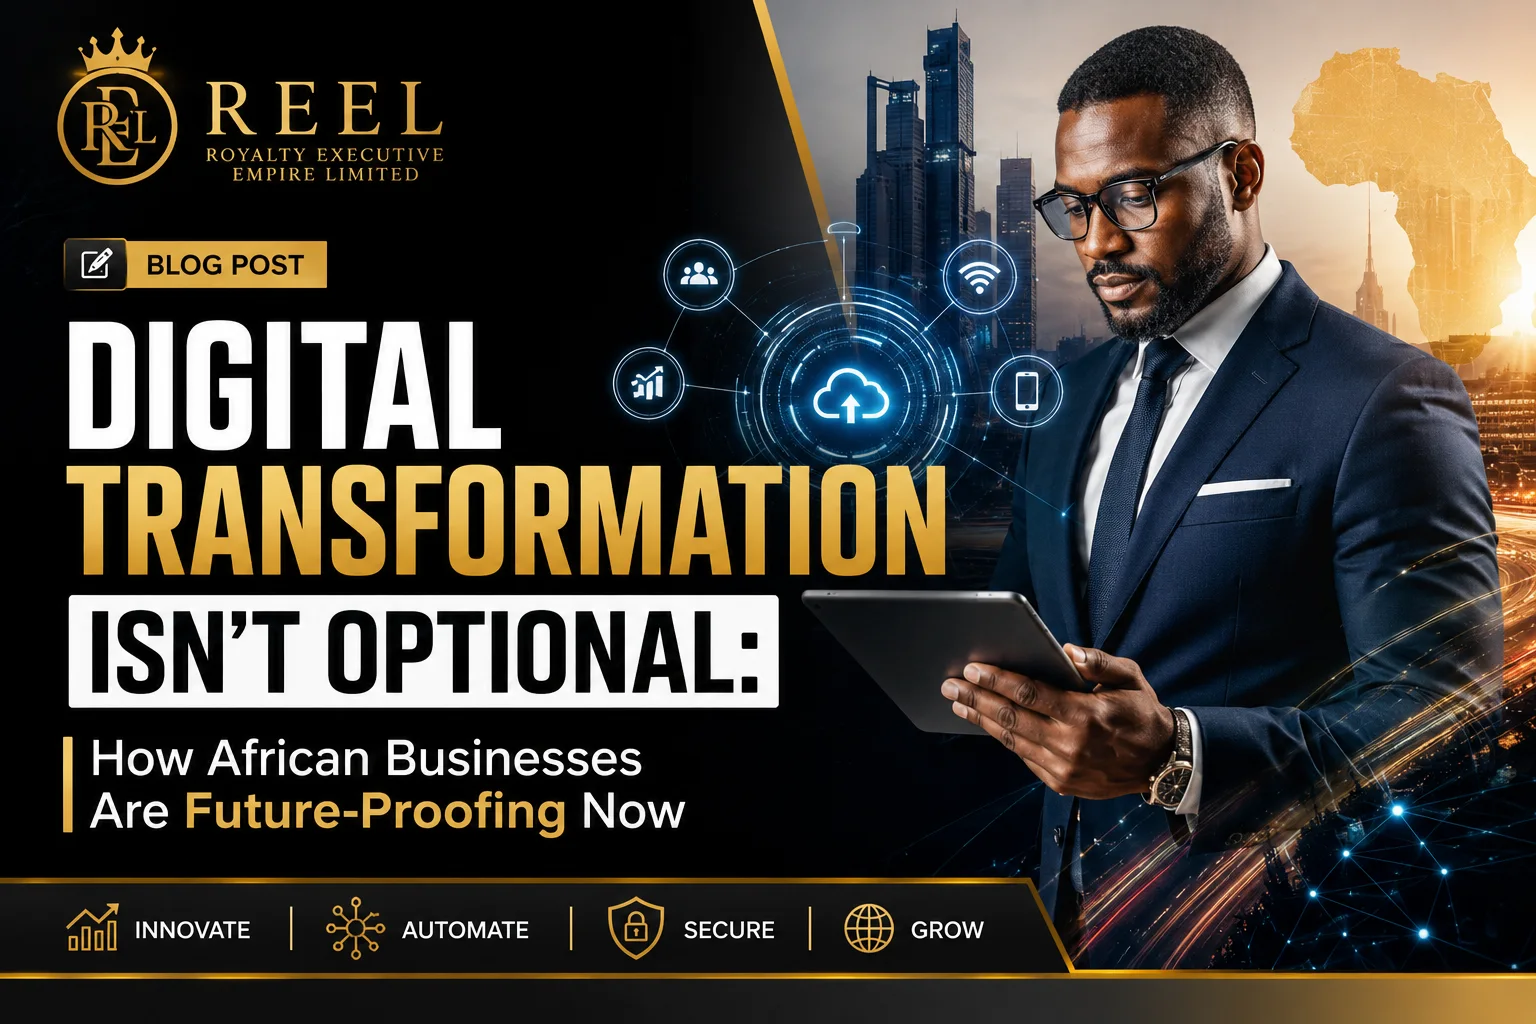 REEL
REEL
ROYALTY EXECUTIVE
EMPIRE LIMITED
BLOG POST
DIGITAL
TRANSFORMATION
ISN'T OPTIONAL:
How African Businesses
Are Future-Proofing Now
INNOVATE
AUTOMATE
SECURE
GROW